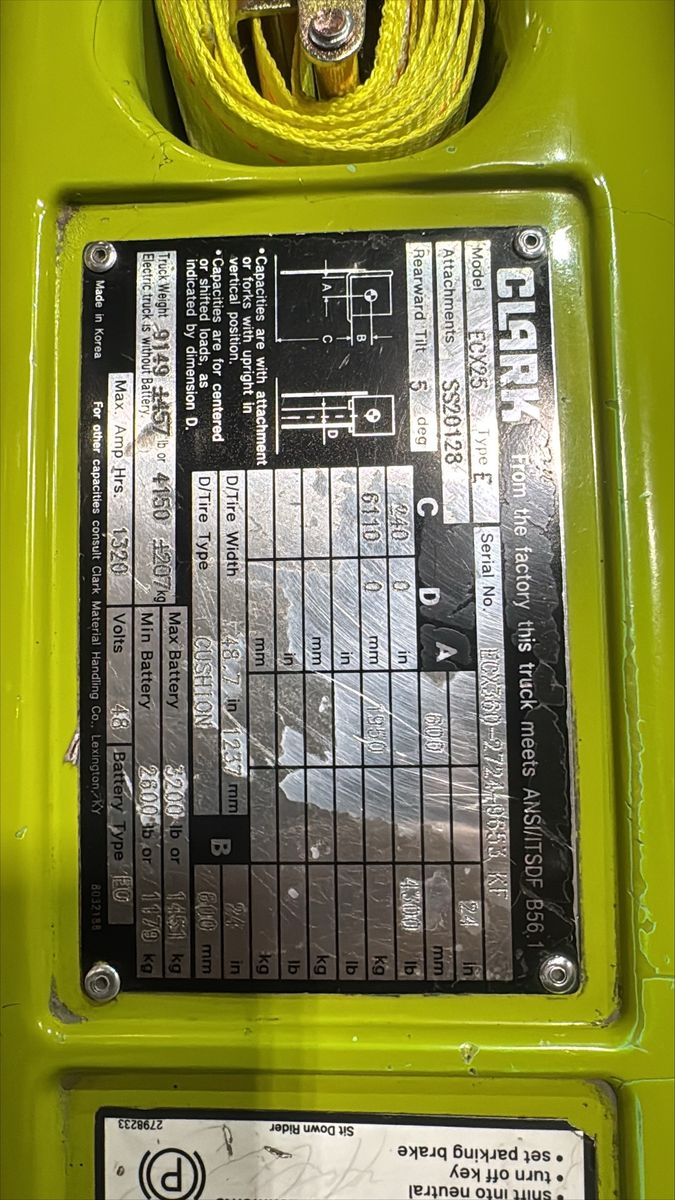 CLARK From the factory this truck meets ANSI/ITSDF B56.1
Model ECX25 Type E Serial No.
Attachments SS20128
Rearward Tilt 5 deg
A 24 in
600 mm
C D
240 0 in 4300 lb
6110 0 mm 1950 kg
in lb
mm kg
in lb
mm kg
A
B
C
D
• Capacities are with attachment
or forks with upright in
vertical position.
• Capacities are for centered
or shifted loads, as
indicated by dimension D.
D/Tire Width 48.7 in 1237 mm
D/Tire Type CUSHION
B 24 in
600 mm
Truck Weight 9149 ±457 lb or 4150 ±207 kg
Electric truck is without Battery.
Max Battery 3200 lb or 1451 kg
Min Battery 2600 lb or 1179 kg
Max. Amp Hrs. 1320 Volts 48 Battery Type EO
Made in Korea For other capacities consult Clark Material Handling Co., Lexington, KY 8032188
shift into neutral
• turn off key
• set parking brake
Sit Down Rider
2798233
P